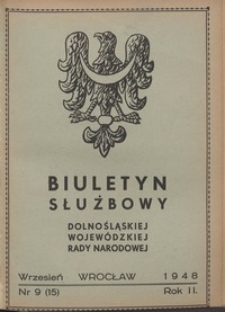 BIULETYN
SŁUŻBOWY
DOLNOŚLĄSKIEJ
WOJEWÓDZKIEJ
RADY NARODOWEJ
Wrzesień WROCŁAW 1948
Nr 9 (15) Rok II.